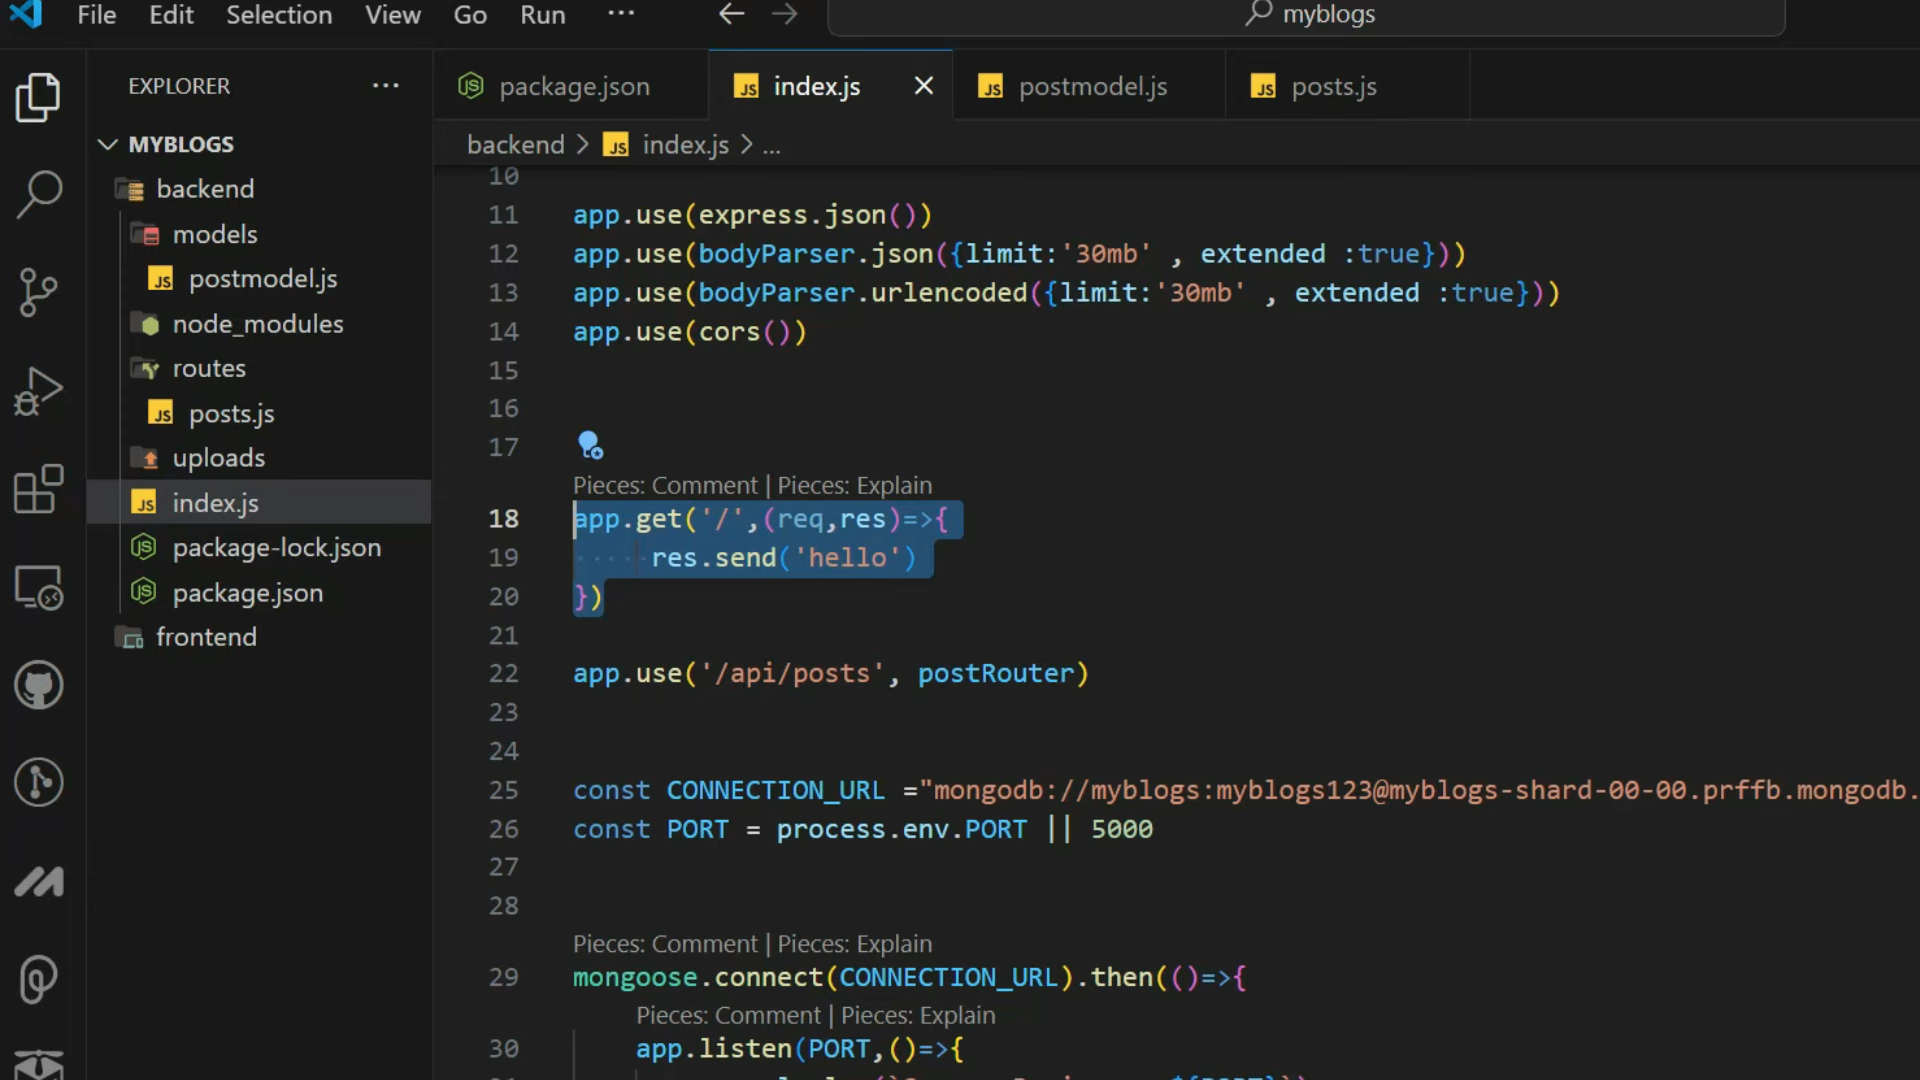 File Edit Selection View Go Run ··· ← → myblogs
EXPLORER ···
package.json
index.js ×
postmodel.js
posts.js
MYBLOGS
backend > index.js > ...
backend
models
postmodel.js
node_modules
routes
posts.js
uploads
index.js
package-lock.json
package.json
frontend
10
11 app.use(express.json())
12 app.use(bodyParser.json({limit:'30mb' , extended :true}))
13 app.use(bodyParser.urlencoded({limit:'30mb' , extended :true}))
14 app.use(cors())
15
16
17
Pieces: Comment | Pieces: Explain
18 app.get('/',(req,res)=>{
19 res.send('hello')
20 })
21
22 app.use('/api/posts', postRouter)
23
24
25 const CONNECTION_URL ="mongodb://myblogs:myblogs123@myblogs-shard-00-00.prffb.mongodb.
26 const PORT = process.env.PORT || 5000
27
28
Pieces: Comment | Pieces: Explain
29 mongoose.connect(CONNECTION_URL).then(()=>{
Pieces: Comment | Pieces: Explain
30 app.listen(PORT,()=>{